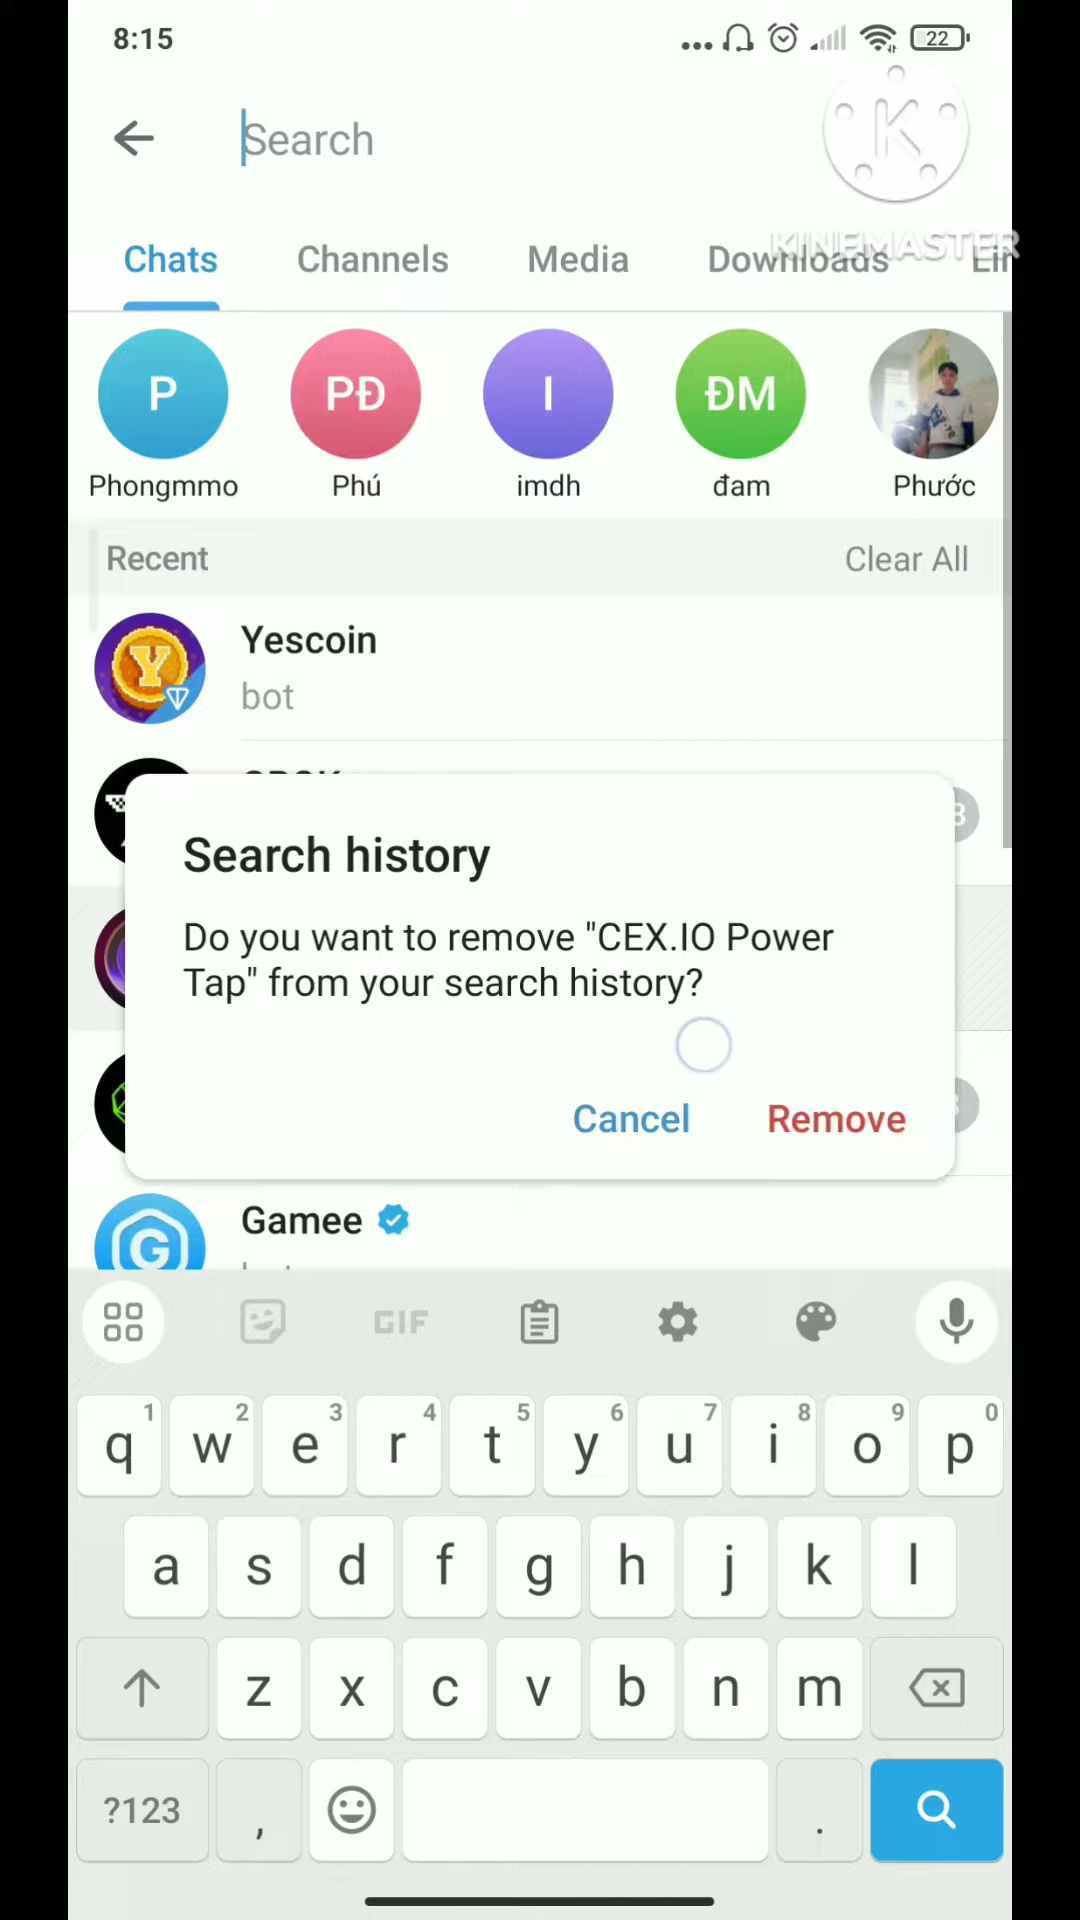 8:15
22
Search
K
KINEMASTER
Chats Channels Media Downloads
P PĐ I ĐM
Phongmmo Phú imdh đam Phước
Recent Clear All
Y
Yescoin
bot
Search history
Do you want to remove "CEX.IO Power
Tap" from your search history?
Cancel Remove
G
Gamee
GIF
1 2 3 4 5 6 7 8 9 0
q w e r t y u i o p
a s d f g h j k l
z x c v b n m
?123 , .